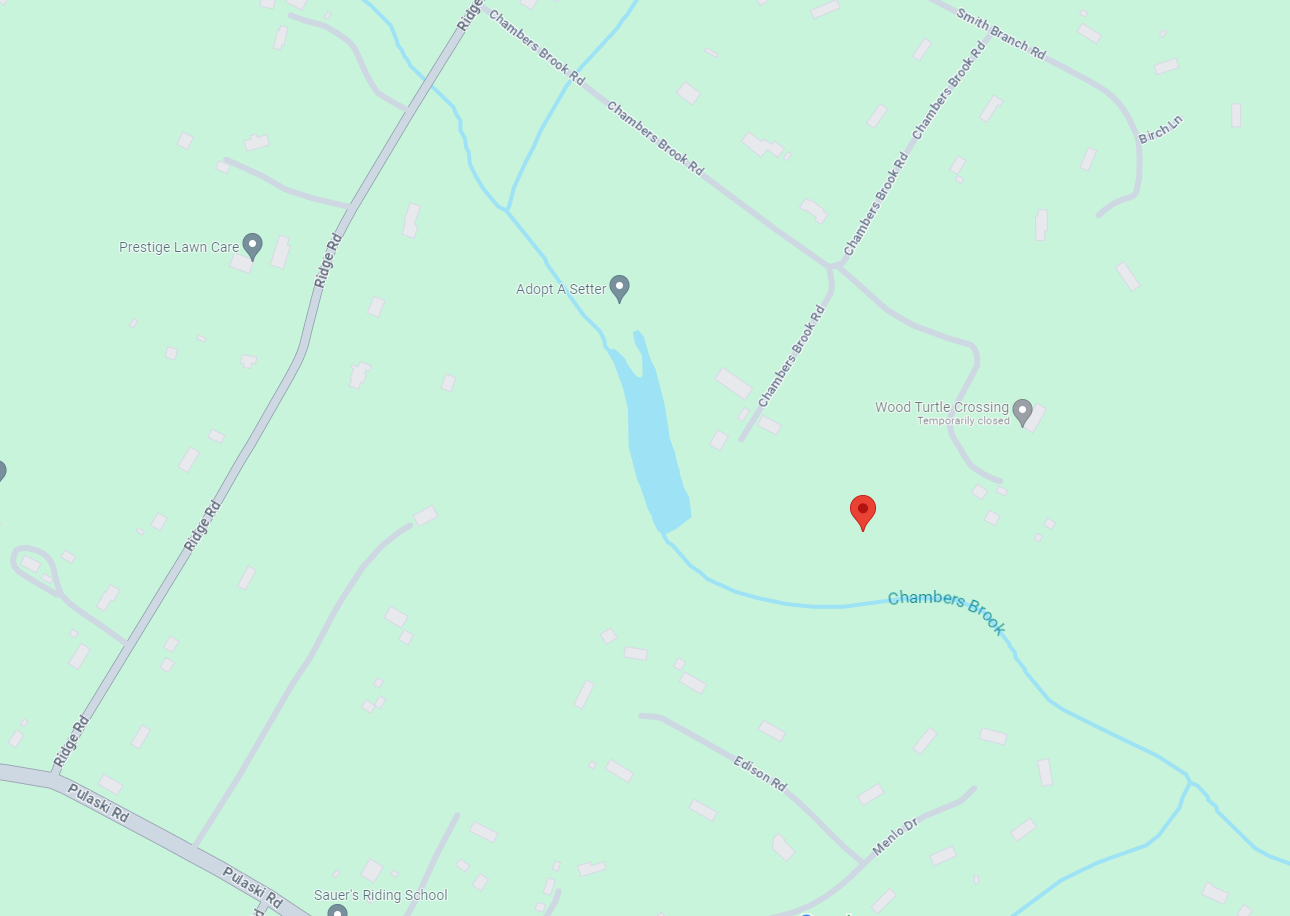 Ridge
Chambers Brook Rd
Smith Branch Rd
Chambers Brook Rd
Chambers Brook Rd
Birch Ln
Chambers Brook Rd
Prestige Lawn Care
Ridge Rd
Adopt A Setter
Chambers Brook Rd
Wood Turtle Crossing
Temporarily closed
Ridge Rd
Chambers Brook
Ridge Rd
Edison Rd
Pulaski Rd
Menlo Dr
Pulaski Rd
Sauer's Riding School